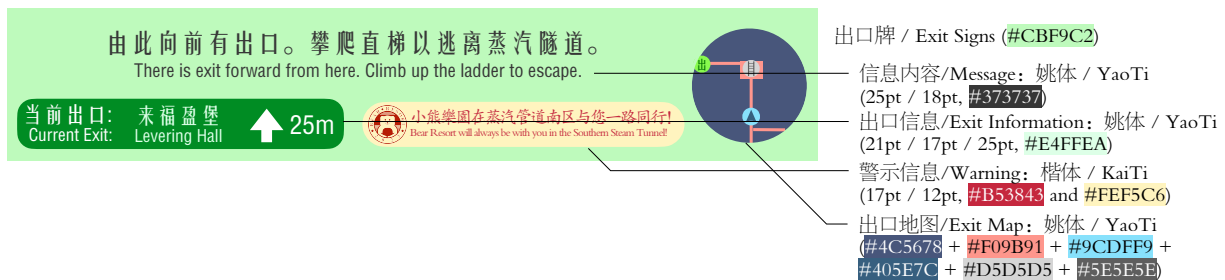 由此向前有出口。攀爬直梯以逃离蒸汽隧道。
There is exit forward from here. Climb up the ladder to escape.
当前出口:
Current Exit:
来福盈堡
Levering Hall
25m
小熊樂園在蒸汽管道南区与您一路同行!
Bear Resort will always be with you in the Southern Steam Tunnel!
出
目
出口牌 / Exit Signs (#CBF9C2)
信息内容/Message：姚体 / YaoTi
(25pt / 18pt, #373737)
出口信息/Exit Information：姚体 / YaoTi
(21pt / 17pt / 25pt, #E4FFEA)
警示信息/Warning：楷体 / KaiTi
(17pt / 12pt, #B53843 and #FEF5C6)
出口地图/Exit Map：姚体 / YaoTi
(#4C5678 + #F09B91 + #9CDFF9 +
#405E7C + #D5D5D5 + #5E5E5E)